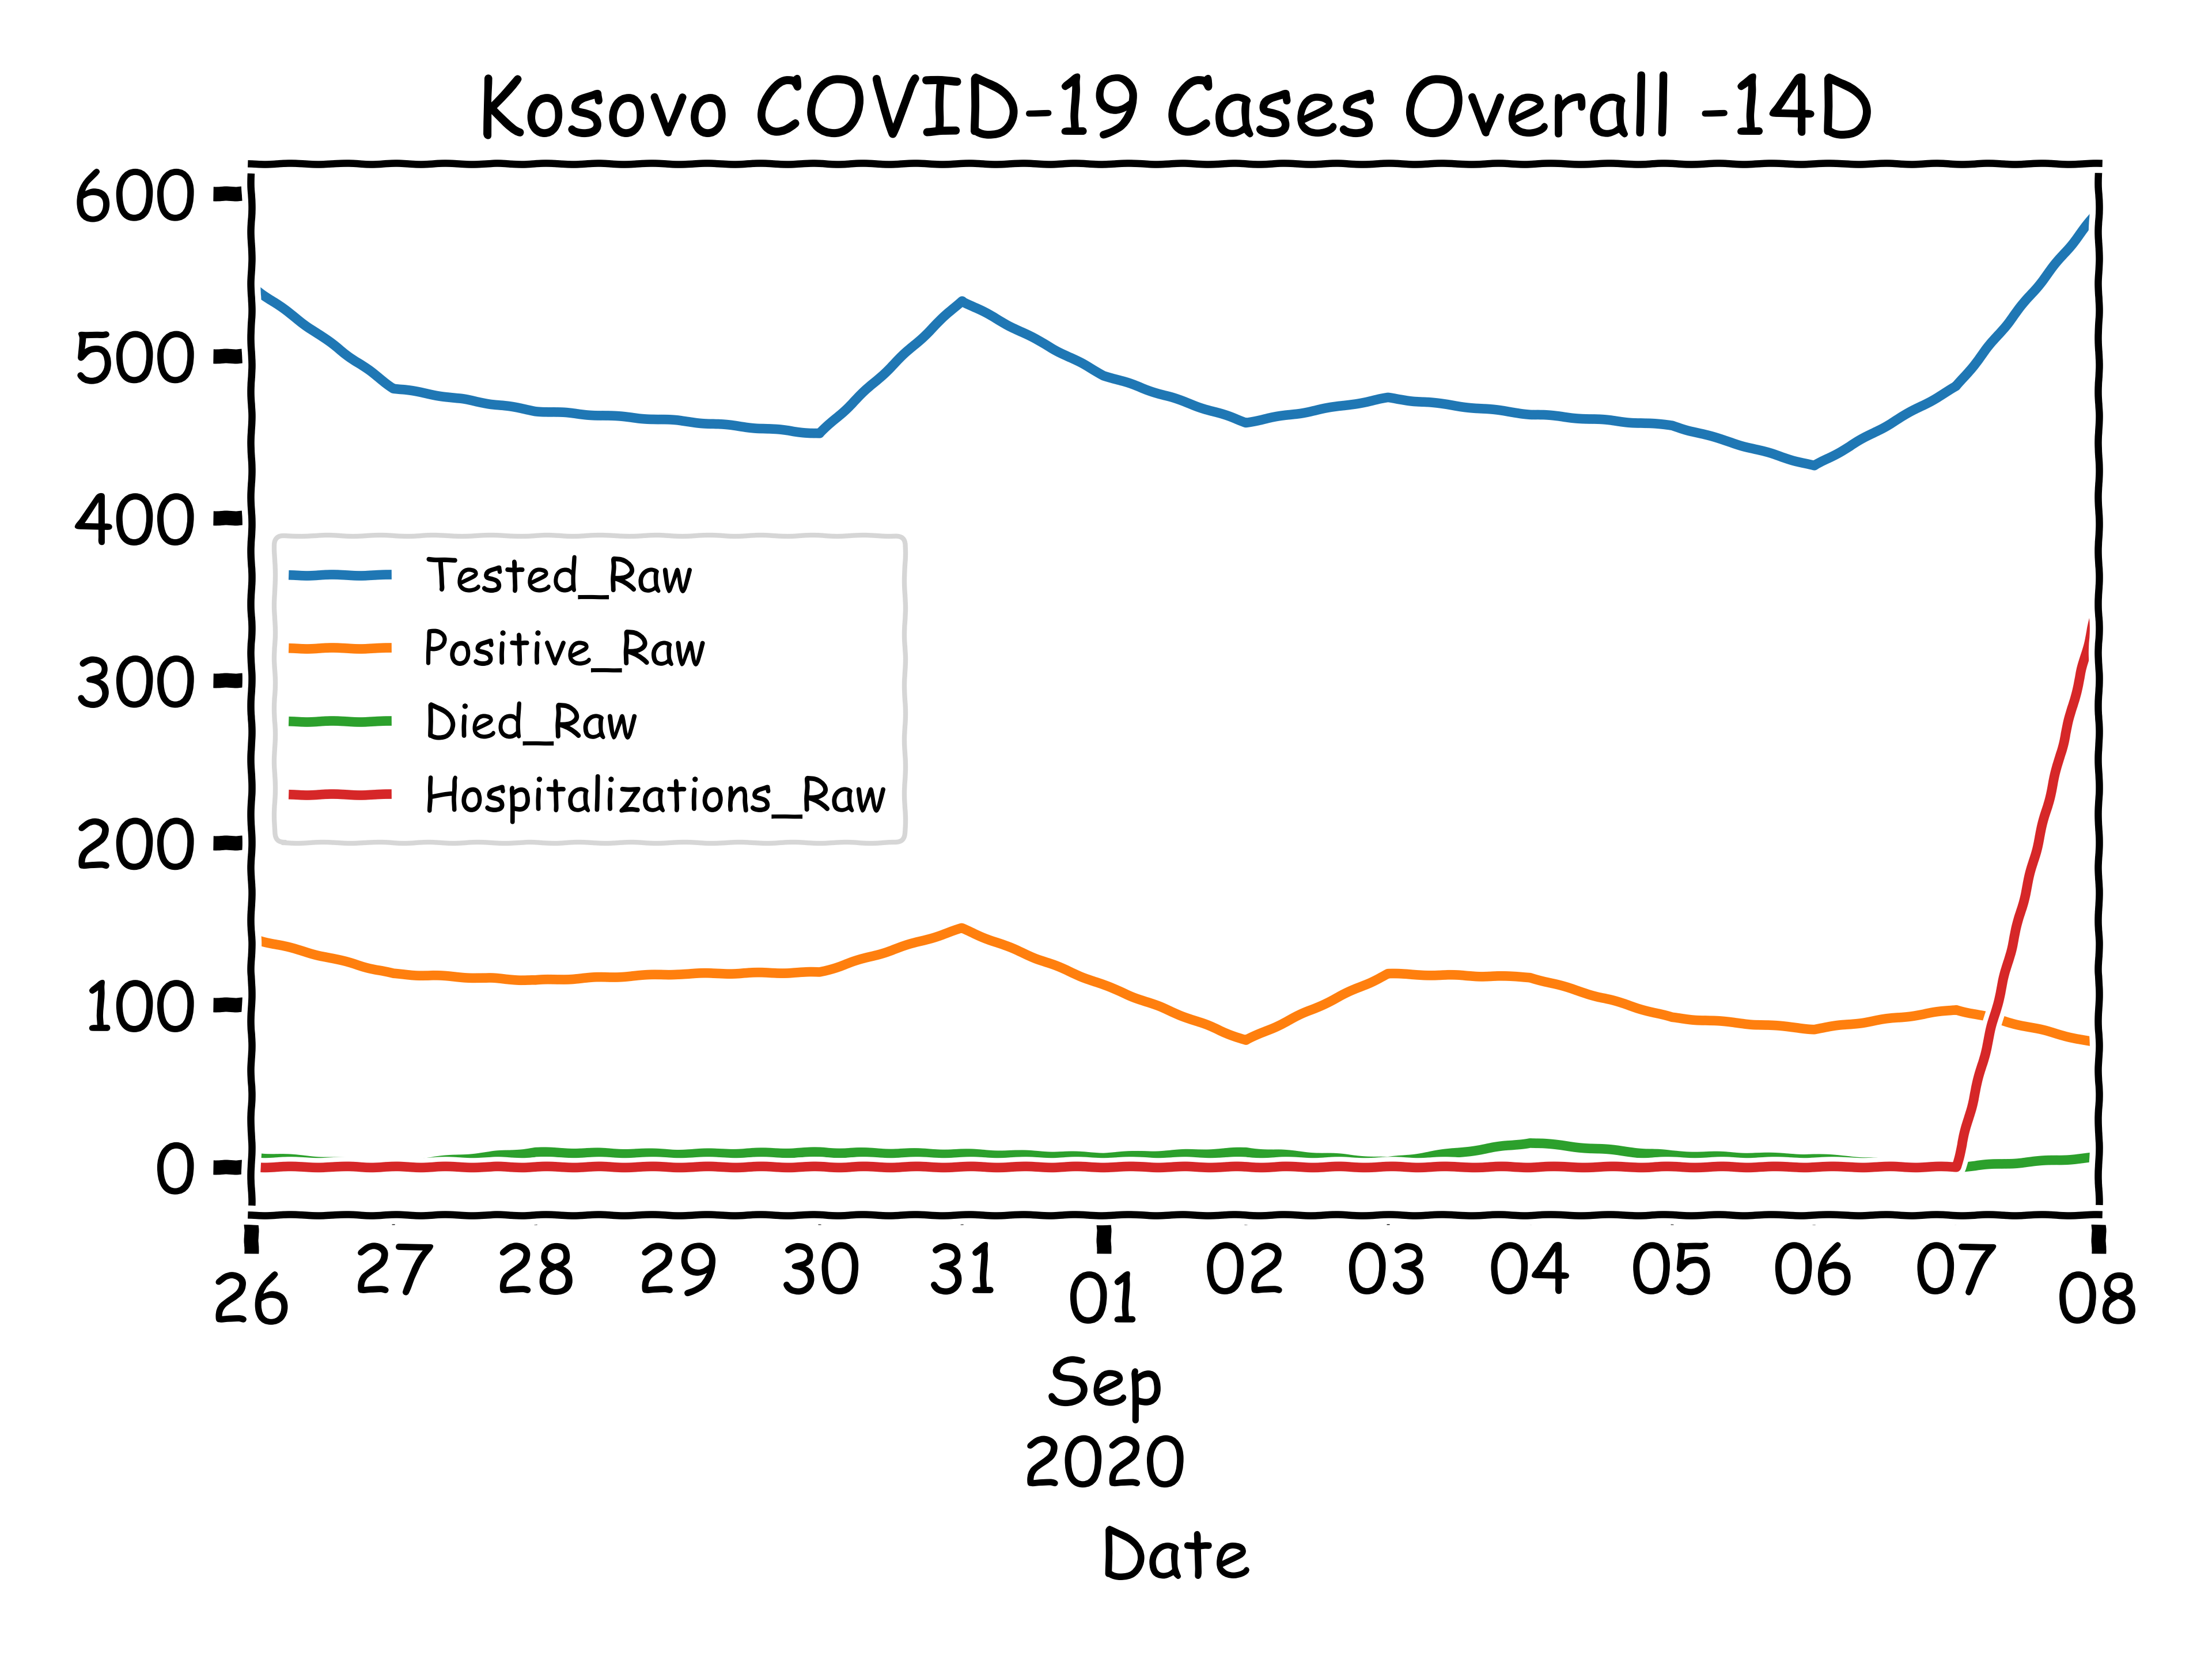 Kosovo COVID-19 Cases Overall -14D
600
500
400
300
200
100
0
Tested_Raw
Positive_Raw
Died_Raw
Hospitalizations_Raw
26 27 28 29 30 31 01 02 03 04 05 06 07 08
Sep
2020
Date